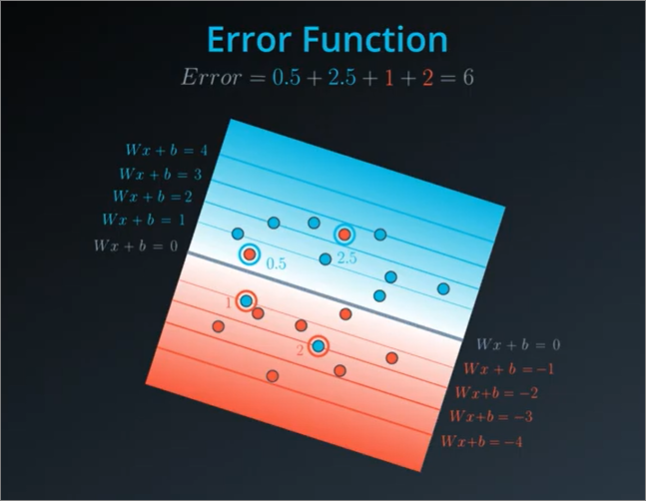 Error Function
Error = 0.5 + 2.5 + 1 + 2 = 6
Wx + b = 4
Wx + b = 3
Wx + b = 2
Wx + b = 1
Wx + b = 0
0.5
2.5
1
2
Wx + b = 0
Wx + b = -1
Wx+b = -2
Wx+b = -3
Wx+b = -4